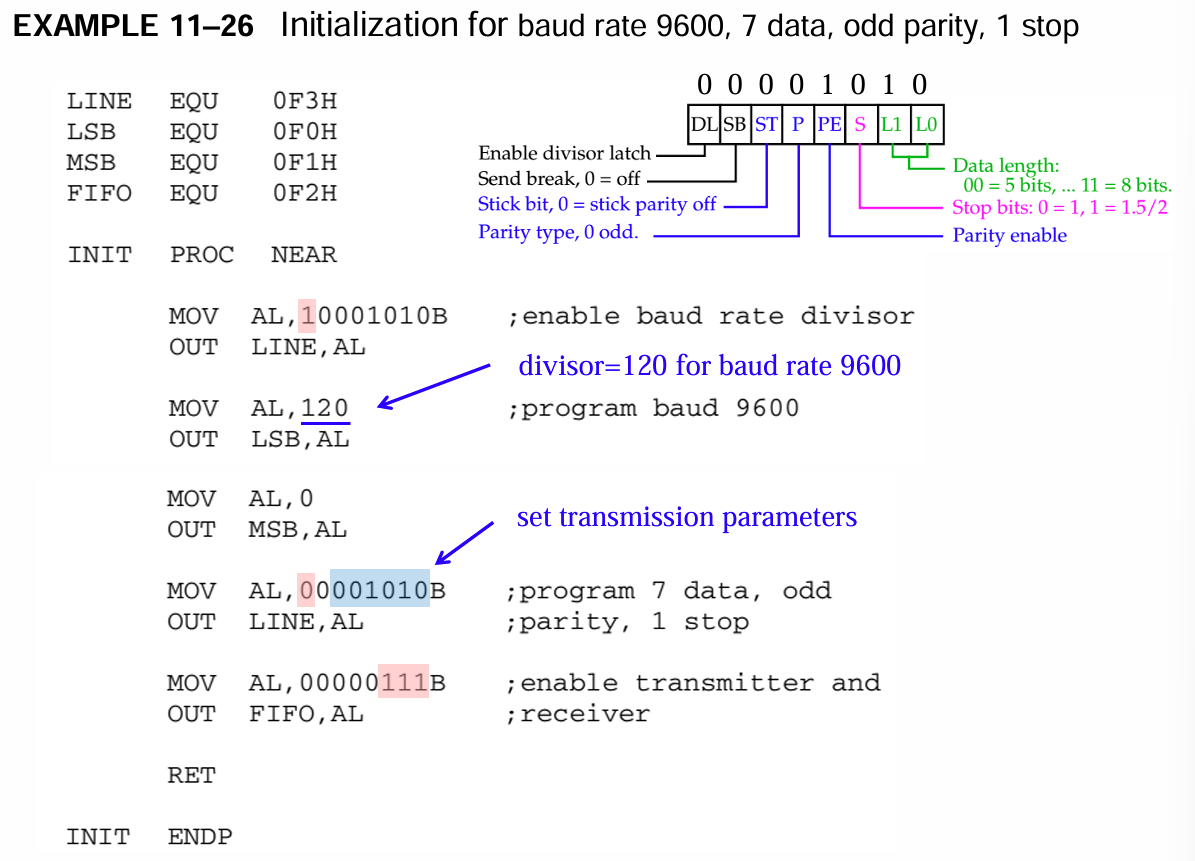 EXAMPLE 11–26 Initialization for baud rate 9600, 7 data, odd parity, 1 stop
0 0 0 0 1 0 1 0
DL SB ST P PE S L1 L0
Enable divisor latch
Send break, 0 = off
Stick bit, 0 = stick parity off
Parity type, 0 odd.
Data length:
00 = 5 bits, ... 11 = 8 bits.
Stop bits: 0 = 1, 1 = 1.5/2
Parity enable
LINE EQU 0F3H
LSB EQU 0F0H
MSB EQU 0F1H
FIFO EQU 0F2H
INIT PROC NEAR
MOV AL,10001010B ;enable baud rate divisor
OUT LINE,AL
divisor=120 for baud rate 9600
MOV AL,120 ;program baud 9600
OUT LSB,AL
MOV AL,0
OUT MSB,AL
set transmission parameters
MOV AL,00001010B ;program 7 data, odd
OUT LINE,AL ;parity, 1 stop
MOV AL,00000111B ;enable transmitter and
OUT FIFO,AL ;receiver
RET
INIT ENDP